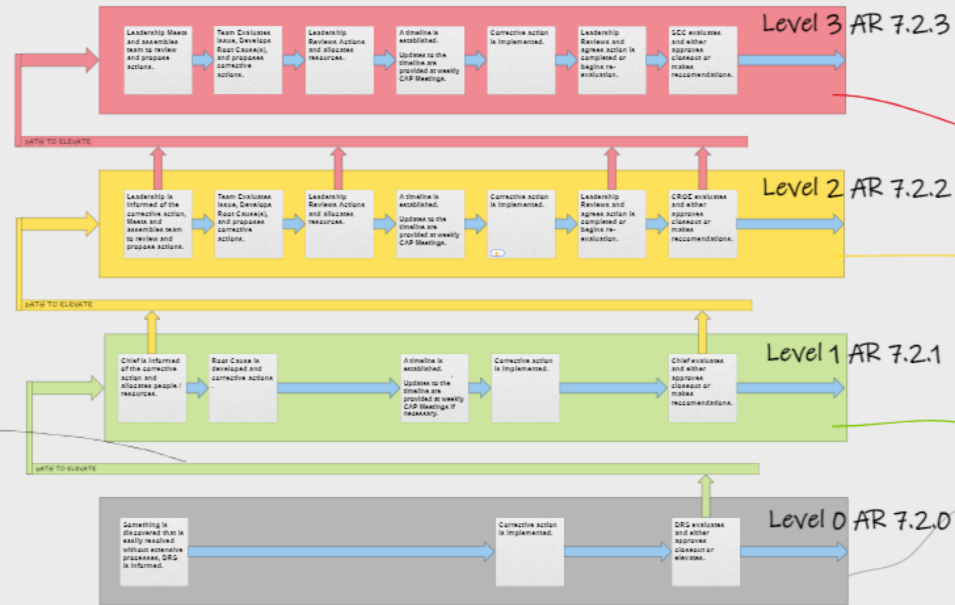 Level 3 AR 7.2.3
Leadership Meets
and assembles
team to review
and propose
actions.
Team Evaluates
Issue, Develops
Root Cause(s),
and proposes
corrective
actions.
Leadership
Reviews Actions
and allocates
resources.
A timeline is
established.
Updates to the
timeline are
provided at weekly
CAP Meetings.
Corrective action
is implemented.
Leadership
Reviews and
agrees action is
completed or
begins re-
evaluation.
evaluates
and either
approves
closeout or
makes
reccomendations.
PATH TO ELEVATE
Level 2 AR 7.2.2
Leadership is
informed of the
corrective action,
Meets and
assembles team
to review and
propose actions.
Team Evaluates
Issue, Develops
Root Cause(s),
and proposes
corrective
actions.
Leadership
Reviews Actions
and allocates
resources.
A timeline is
established.
Updates to the
timeline are
provided at weekly
CAP Meetings.
Corrective action
is implemented.
Leadership
Reviews and
agrees action is
completed or
begins re-
evaluation.
evaluates
and either
approves
closeout or
makes
reccomendations.
PATH TO ELEVATE
Level 1 AR 7.2.1
Chief is informed
of the corrective
action and
allocates people /
resources.
Root Cause is
developed and
corrective actions
.
A timeline is
established.
Updates to the
timeline are
provided at weekly
CAP Meetings if
necessary.
Corrective action
is implemented.
Chief evaluates
and either
approves
closeout or
makes
reccomendations.
PATH TO ELEVATE
Level 0 AR 7.2.0
Something is
discovered that is
easily resolved
without extensive
processes, DRS
is informed.
Corrective action
is implemented.
DRS evaluates
and either
approves
closeout or
elevates.